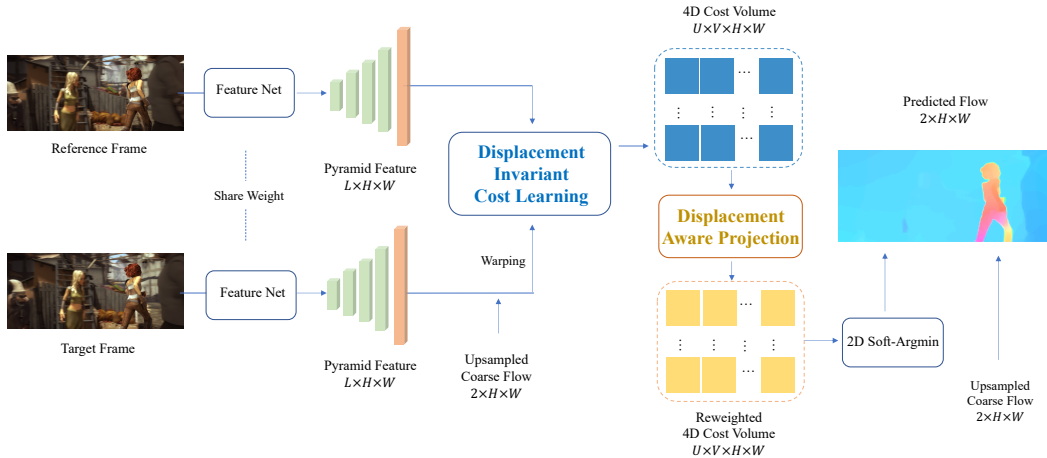 Reference Frame
Feature Net
Pyramid Feature
L×H×W
Share Weight
Target Frame
Feature Net
Pyramid Feature
L×H×W
Displacement
Invariant
Cost Learning
Warping
Upsampled
Coarse Flow
2×H×W
4D Cost Volume
U×V×H×W
... 
⋮ ⋮ ⋮ ⋮
...
Displacement
Aware Projection
...
⋮ ⋮ ⋮ ⋮
...
Reweighted
4D Cost Volume
U×V×H×W
2D Soft-Argmin
Predicted Flow
2×H×W
Upsampled
Coarse Flow
2×H×W